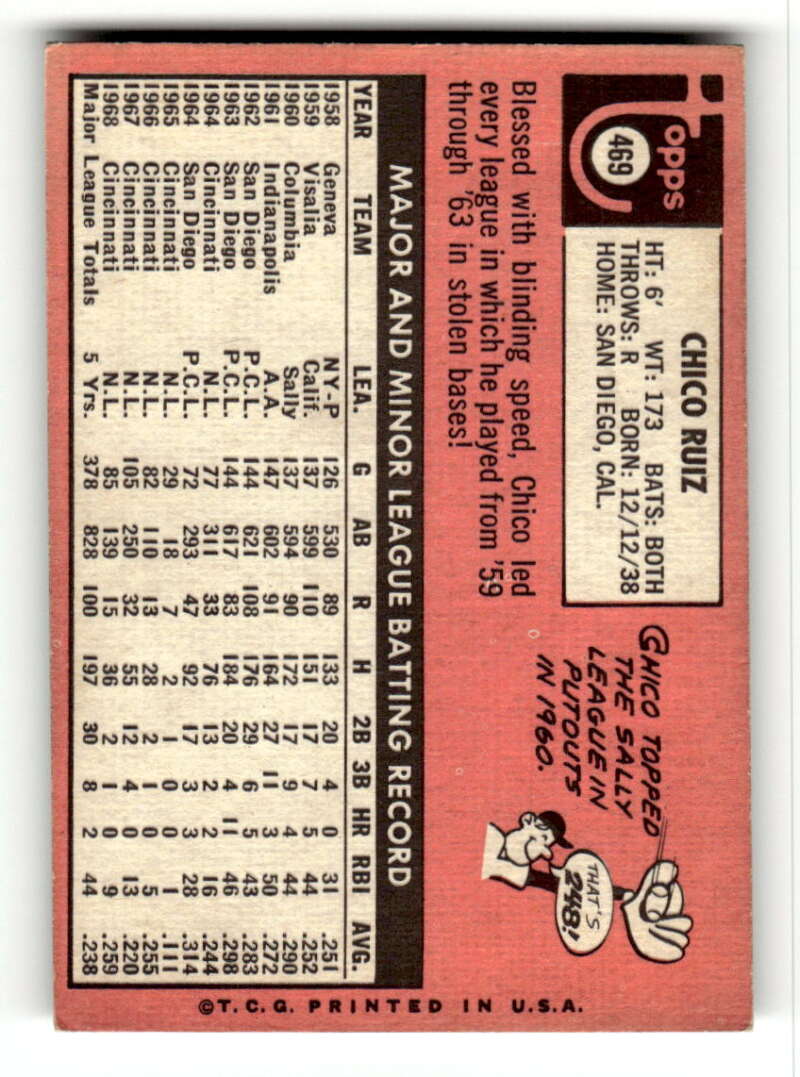 Topps
469
CHICO RUIZ
HT: 6' WT: 173 BATS: BOTH
THROWS: R BORN: 12/12/38
HOME: SAN DIEGO, CAL.
Blessed with blinding speed, Chico led
every league in which he played from '59
through '63 in stolen bases!
CHICO TOPPED
THE SALLY
LEAGUE IN
PUTOUTS
IN 1960.
THAT'S
248!
MAJOR AND MINOR LEAGUE BATTING RECORD
YEAR TEAM LEA. G AB R H 2B 3B HR RBI AVG.
1958 Geneva NY-P 126 530 89 133 20 4 0 31 .251
1959 Visalia Calif. 137 599 110 151 17 7 5 44 .252
1960 Columbia Sally 137 594 90 172 17 9 4 44 .290
1961 Indianapolis A.A. 147 602 91 164 27 11 3 50 .272
1962 San Diego P.C.L. 144 621 108 176 29 5 5 43 .283
1963 San Diego P.C.L. 144 617 83 184 20 4 11 46 .298
1964 Cincinnati N.L. 77 311 33 76 13 2 2 16 .244
1964 San Diego P.C.L. 72 293 47 92 17 3 3 28 .314
1965 Cincinnati N.L. 29 18 7 2 1 0 0 1 .111
1966 Cincinnati N.L. 82 110 13 28 2 1 0 5 .255
1967 Cincinnati N.L. 105 250 32 55 12 4 0 13 .220
1968 Cincinnati N.L. 85 139 15 36 2 1 0 9 .259
Major League Totals 5 Yrs. 378 828 100 197 30 8 2 44 .238
©T.C.G. PRINTED IN U.S.A.